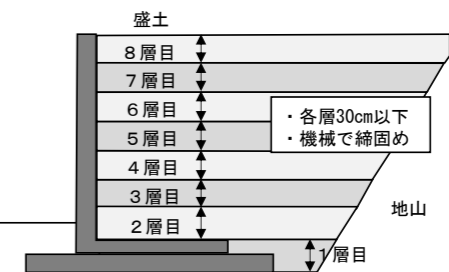 盛土
８層目
７層目
６層目
５層目
４層目
３層目
２層目
１層目
・各層30cm以下
・機械で締固め
地山